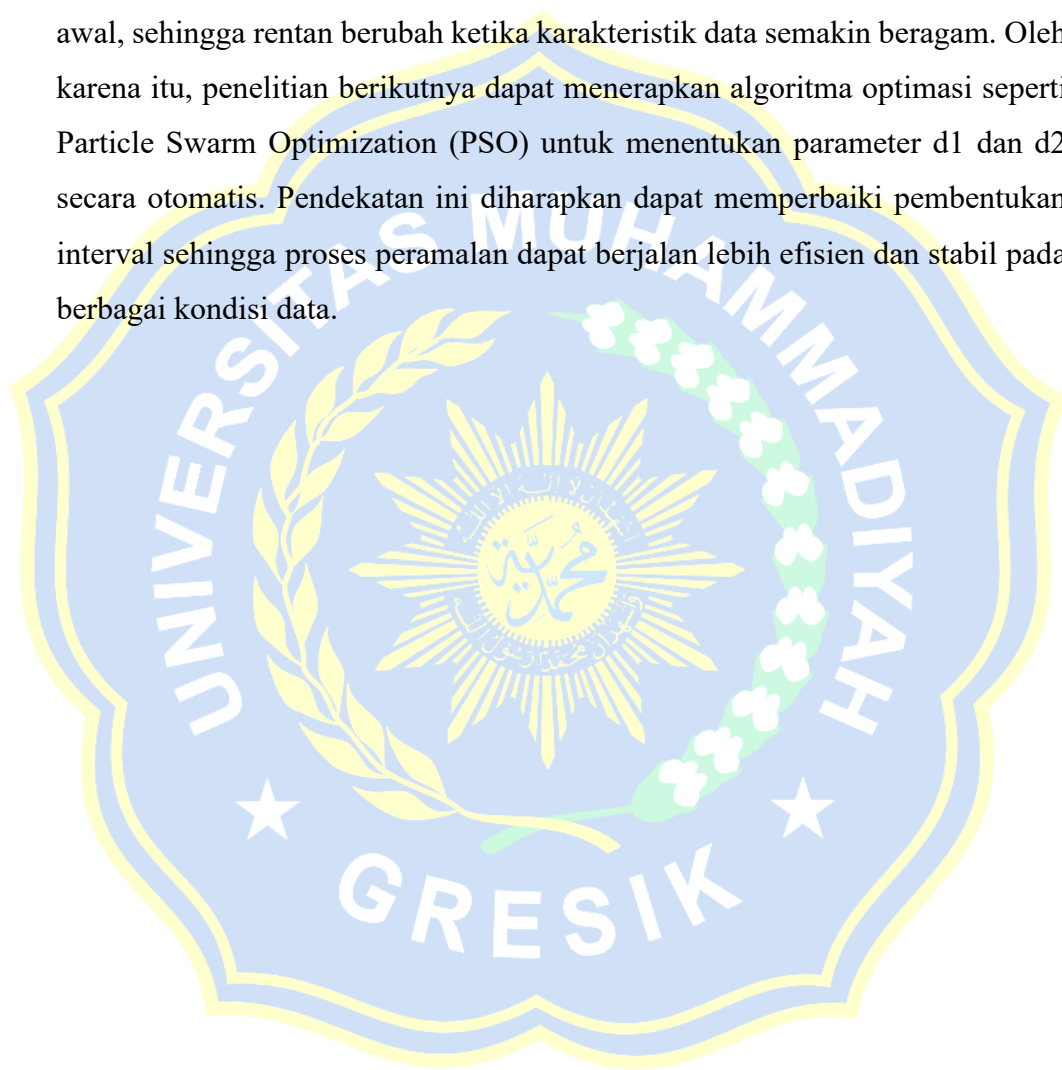 awal, sehingga rentan berubah ketika karakteristik data semakin beragam. Oleh
karena itu, penelitian berikutnya dapat menerapkan algoritma optimasi seperti
Particle Swarm Optimization (PSO) untuk menentukan parameter d1 dan d2
secara otomatis. Pendekatan ini diharapkan dapat memperbaiki pembentukan
interval sehingga proses peramalan dapat berjalan lebih efisien dan stabil pada
berbagai kondisi data.
UNIVERSITAS MUHAMMADIYAH
محمدية
GRESIK